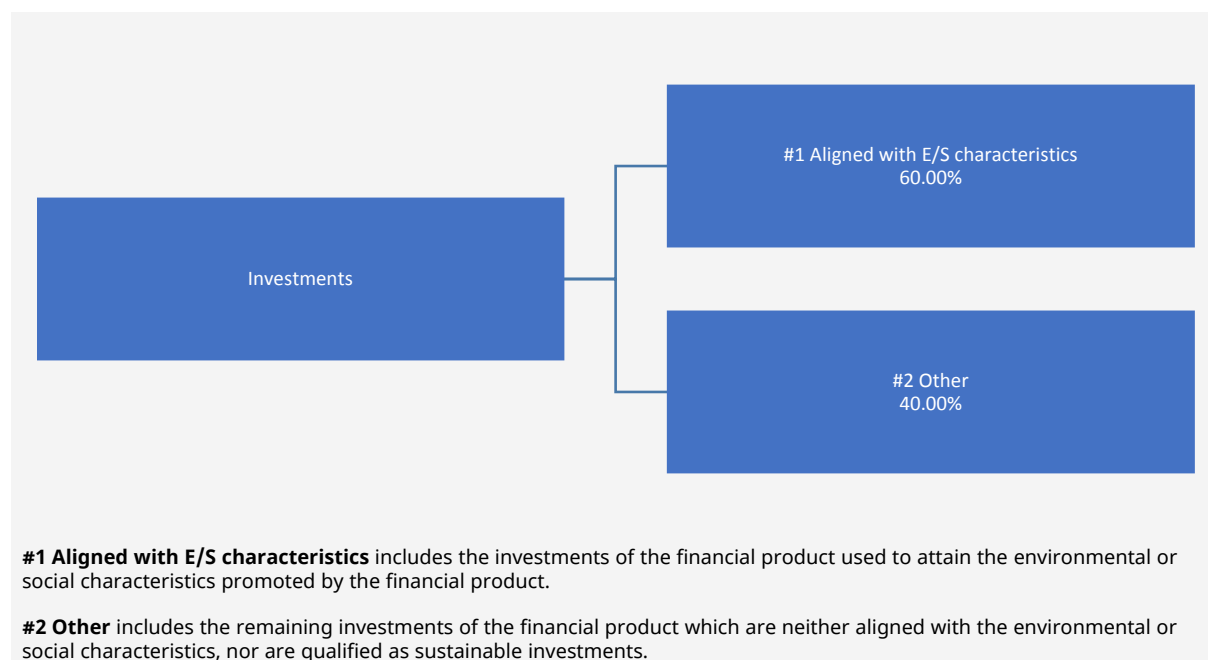 #1 Aligned with E/S characteristics
60.00%
Investments
#2 Other
40.00%
#1 Aligned with E/S characteristics includes the investments of the financial product used to attain the environmental or
social characteristics promoted by the financial product.
#2 Other includes the remaining investments of the financial product which are neither aligned with the environmental or
social characteristics, nor are qualified as sustainable investments.